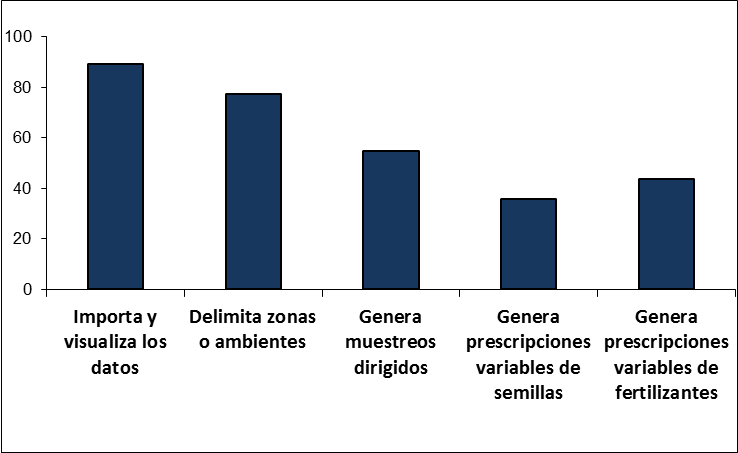 100
80
60
40
20
0
Importa y
visualiza los
datos
Delimita zonas
o ambientes
Genera
muestreos
dirigidos
Genera
prescripciones
variables de
semillas
Genera
prescripciones
variables de
fertilizantes